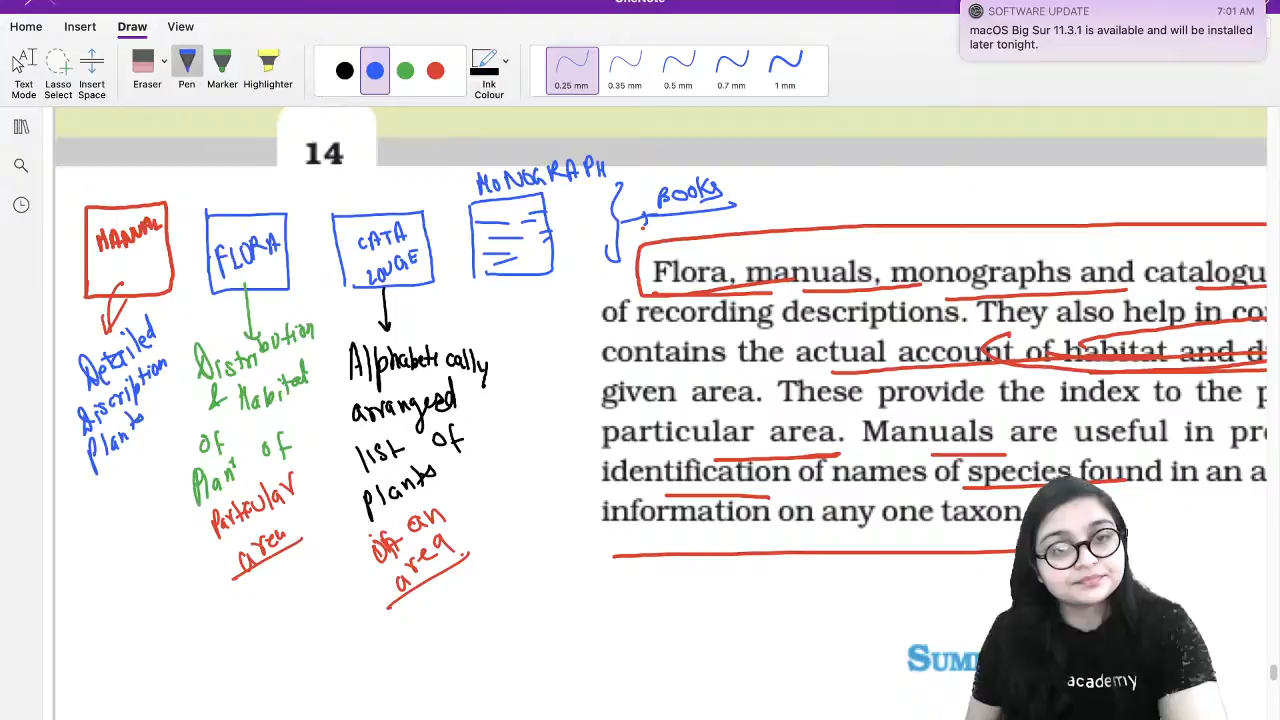 OneNote
SOFTWARE UPDATE 7:01 AM
macOS Big Sur 11.3.1 is available and will be installed
later tonight.
Home Insert Draw View
Text Mode
Lasso Select
Insert Space
Eraser
Pen
Marker
Highlighter
Ink Colour
0.25 mm 0.35 mm 0.5 mm 0.7 mm 1 mm
14
MONOGRAPH
BOOKS
MANUAL
FLORA
CATA
LOUGE
Detailed
Discription
Plants
Distribution
& Habitat
of of
Plant
Particular
area
Alphabetically
arranged
list of
plants
of an
area
Flora, manuals, monographs and catalogu
of recording descriptions. They also help in co
contains the actual account of habitat and d
given area. These provide the index to the p
particular area. Manuals are useful in pr
identification of names of species found in an a
information on any one taxon
SUM
academy